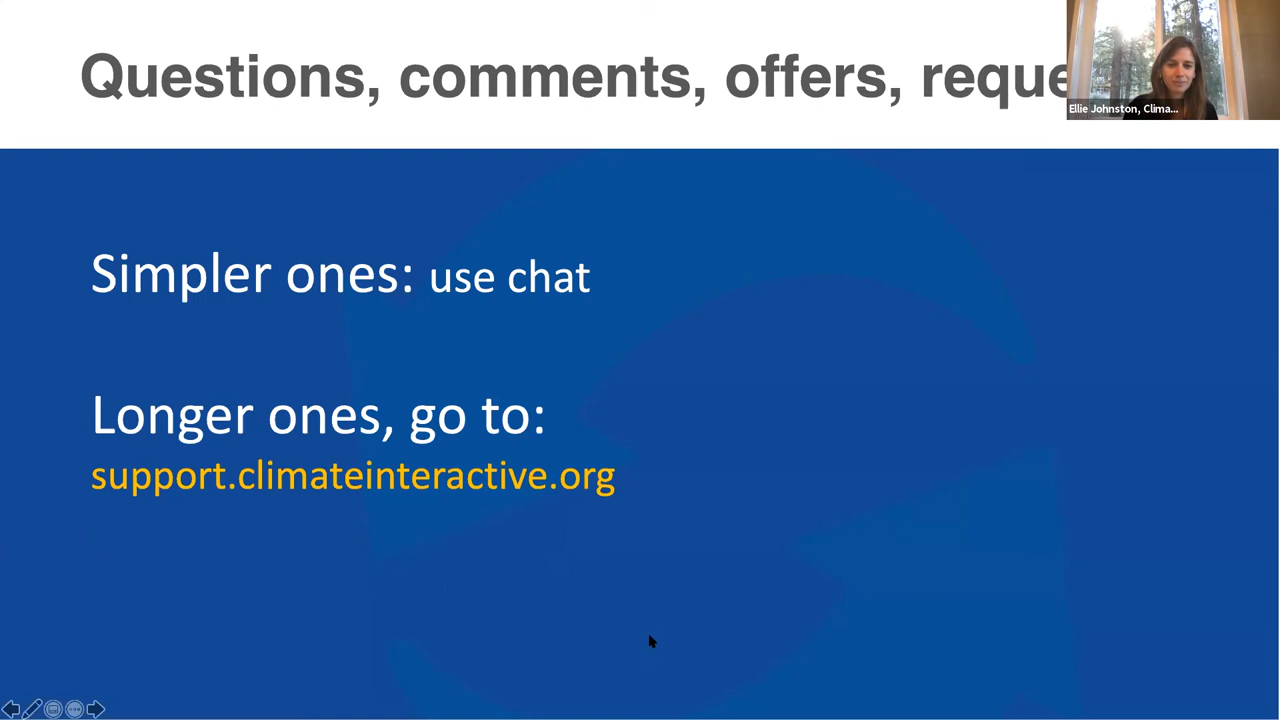 Questions, comments, offers, reque
Ellie Johnston, Clima...
Simpler ones: use chat
Longer ones, go to:
support.climateinteractive.org